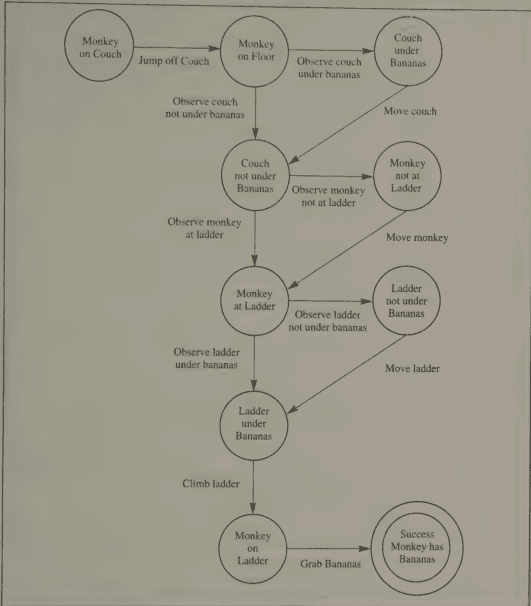 Monkey
on Couch
Jump off Couch
Monkey
on Floor
Observe couch
under bananas
Couch
under
Bananas
Observe couch
not under bananas
Move couch
Couch
not under
Bananas
Observe monkey
not at ladder
Monkey
not at
Ladder
Observe monkey
at ladder
Move monkey
Monkey
at Ladder
Observe ladder
not under bananas
Ladder
not under
Bananas
Observe ladder
under bananas
Move ladder
Ladder
under
Bananas
Climb ladder
Monkey
on
Ladder
Grab Bananas
Success
Monkey has
Bananas